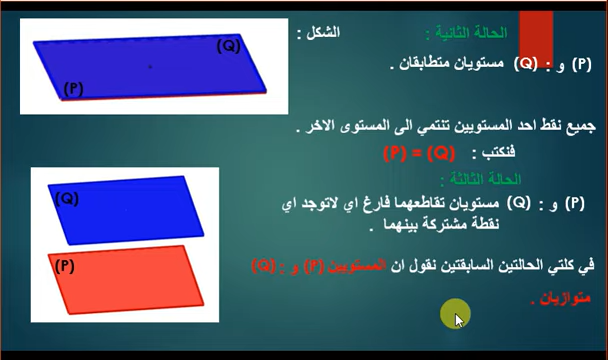 الحالة الثانية : الشكل :
(P) و : (Q) مستويان متطابقان .
(Q)
(P)
جميع نقط احد المستويين تنتمي الى المستوى الاخر .
فنكتب : (P) = (Q)
الحالة الثالثة :
(P) و : (Q) مستويان تقاطعهما فارغ اي لاتوجد اي
نقطة مشتركة بينهما .
(Q)
(P)
في كلتي الحالتين السابقتين نقول ان المستويين (P) و : (Q)
متوازيان .